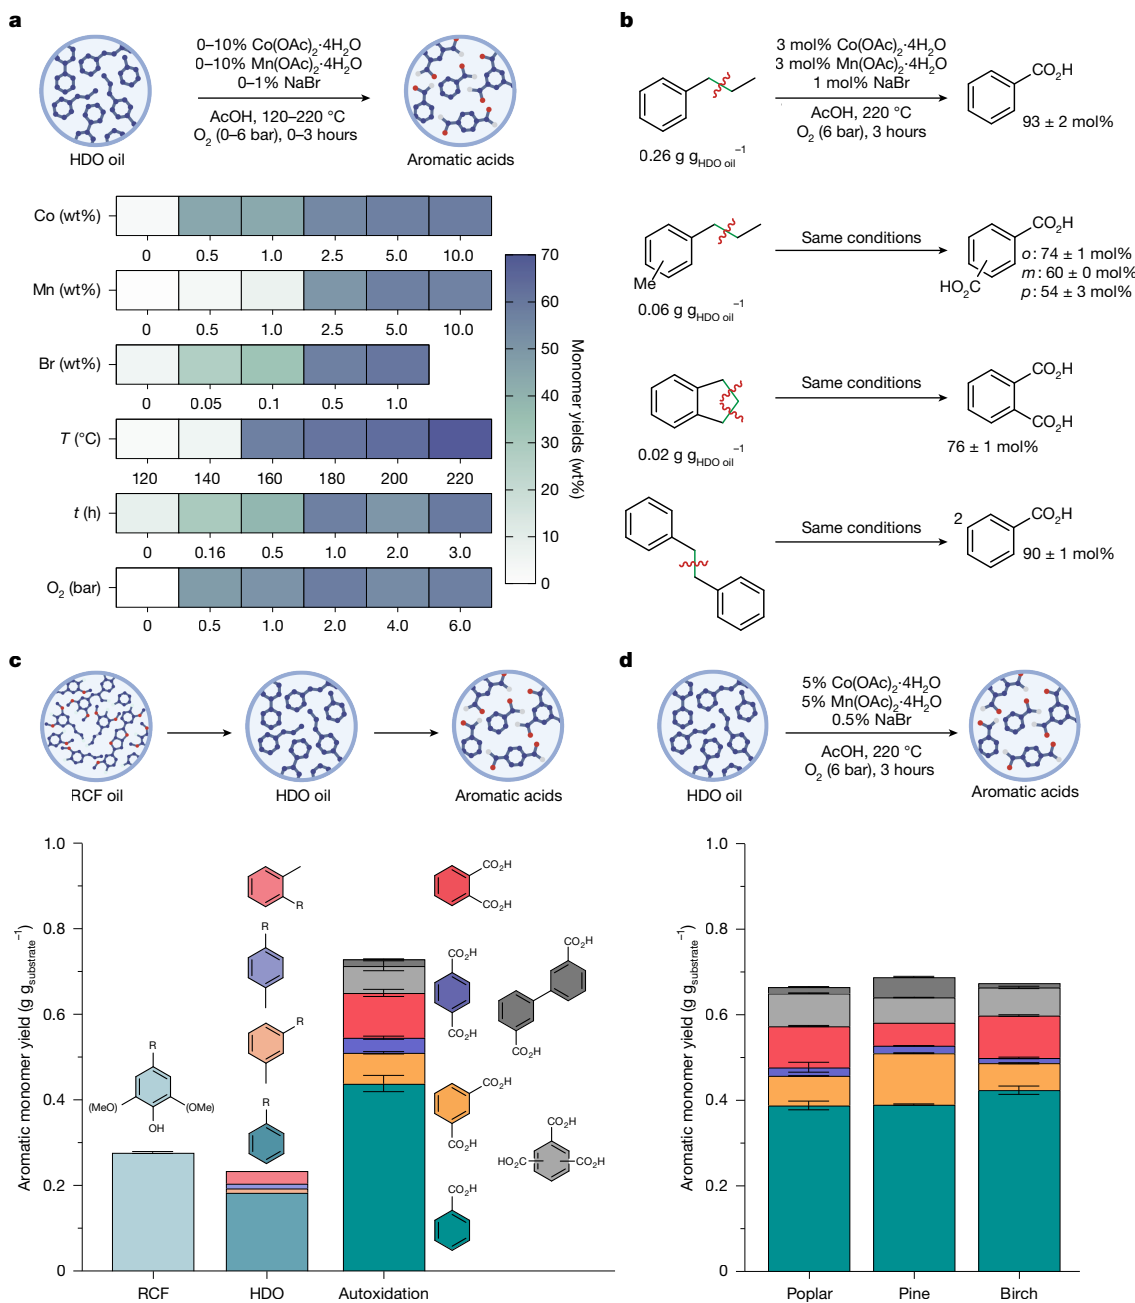 a
0–10% Co(OAc)₂·4H₂O
0–10% Mn(OAc)₂·4H₂O
0–1% NaBr
AcOH, 120–220 °C
O₂ (0–6 bar), 0–3 hours
HDO oil
Aromatic acids
Co (wt%)
0 0.5 1.0 2.5 5.0 10.0
Mn (wt%)
0 0.5 1.0 2.5 5.0 10.0
Br (wt%)
0 0.05 0.1 0.5 1.0
T (°C)
120 140 160 180 200 220
t (h)
0 0.16 0.5 1.0 2.0 3.0
O₂ (bar)
0 0.5 1.0 2.0 4.0 6.0
70
60
50
40
30
20
10
0
Monomer yields (wt%)
b
3 mol% Co(OAc)₂·4H₂O
3 mol% Mn(OAc)₂·4H₂O
1 mol% NaBr
AcOH, 220 °C
O₂ (6 bar), 3 hours
CO₂H
93 ± 2 mol%
0.26 g g_HDO oil⁻¹
Me
0.06 g g_HDO oil⁻¹
Same conditions
CO₂H
HO₂C
o: 74 ± 1 mol%
m: 60 ± 0 mol%
p: 54 ± 3 mol%
0.02 g g_HDO oil⁻¹
Same conditions
CO₂H
CO₂H
76 ± 1 mol%
Same conditions
2
CO₂H
90 ± 1 mol%
c
RCF oil
HDO oil
Aromatic acids
Aromatic monomer yield (g g_substrate⁻¹)
1.0
0.8
0.6
0.4
0.2
0
R
(MeO)
(OMe)
OH
R
R
R
R
CO₂H
CO₂H
CO₂H
CO₂H
CO₂H
CO₂H
CO₂H
CO₂H
CO₂H
CO₂H
HO₂C
CO₂H
RCF
HDO
Autoxidation
d
5% Co(OAc)₂·4H₂O
5% Mn(OAc)₂·4H₂O
0.5% NaBr
AcOH, 220 °C
O₂ (6 bar), 3 hours
HDO oil
Aromatic acids
Aromatic monomer yield (g g_substrate⁻¹)
1.0
0.8
0.6
0.4
0.2
0
Poplar
Pine
Birch